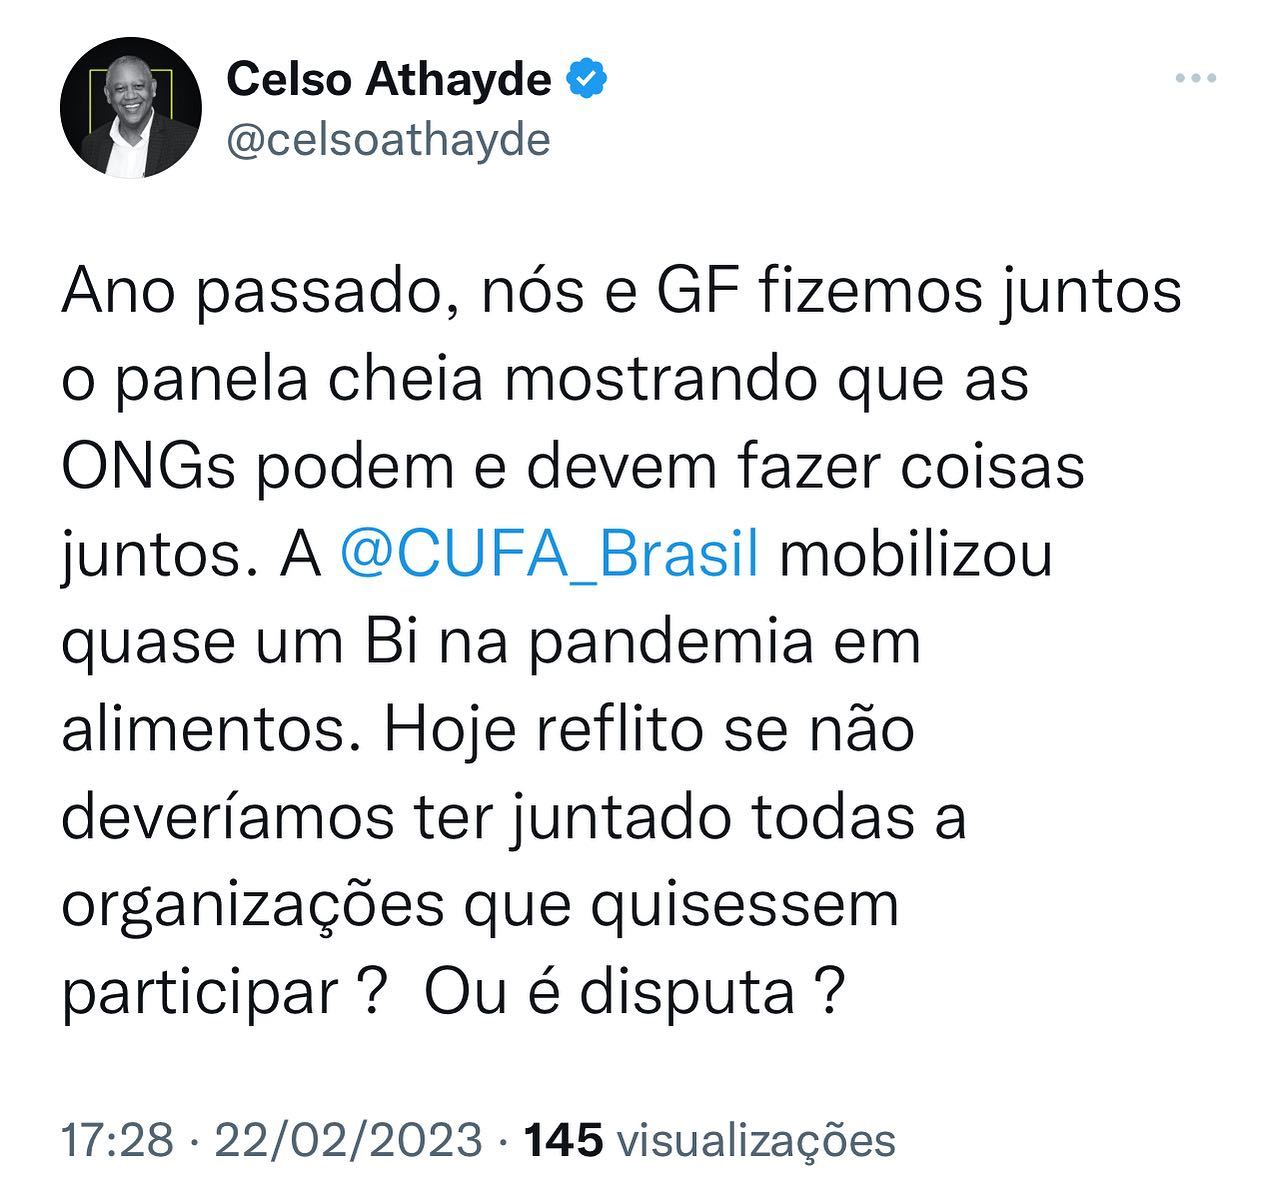 Celso Athayde
@celsoathayde
Ano passado, nós e GF fizemos juntos
o panela cheia mostrando que as
ONGs podem e devem fazer coisas
juntos. A @CUFA_Brasil mobilizou
quase um Bi na pandemia em
alimentos. Hoje reflito se não
deveríamos ter juntado todas a
organizações que quisessem
participar ?  Ou é disputa ?
17:28 · 22/02/2023 · 145 visualizações